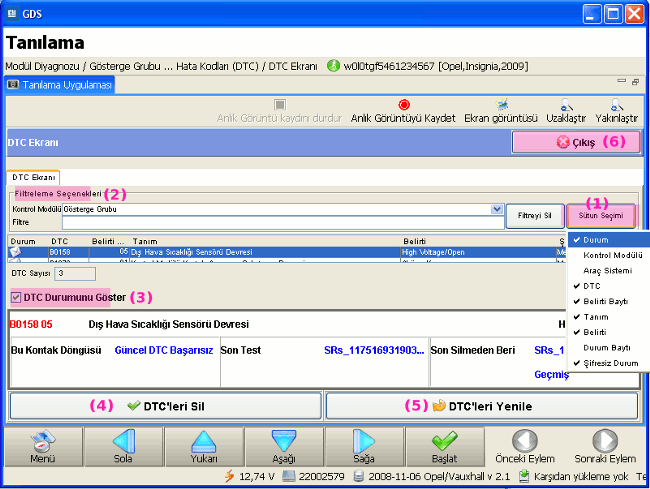 GDS
Tanılama
Modül Diyagnozu / Gösterge Grubu ... Hata Kodları (DTC) / DTC Ekranı w0l0tgf5461234567 [Opel,Insignia,2009]
Tanılama Uygulaması
Anlık Görüntü kaydını durdur Anlık Görüntüyü Kaydet Ekran görüntüsü Uzaklaştır Yakınlaştır
DTC Ekranı Çıkış (6)
DTC Ekranı
Filtreleme Seçenekleri (2) (1)
Kontrol Modülü Gösterge Grubu Filtreyi Sil Sütun Seçimi
Filtre
Durum DTC Belirti ... Tanım Belirti Ş
B0158 05 Dış Hava Sıcaklığı Sensörü Devresi High Voltage/Open
DTC Sayısı 3
Durum
Kontrol Modülü
Araç Sistemi
DTC
Belirti Baytı
Tanım
Belirti
Durum Baytı
Şifresiz Durum
DTC Durumunu Göster (3)
B0158 05 Dış Hava Sıcaklığı Sensörü Devresi H
Bu Kontak Döngüsü Güncel DTC Başarısız Son Test SRs_117516931903... Son Silmeden Beri SRs_1
Geçmiş
(4) DTC'leri Sil (5) DTC'leri Yenile
Menü Sola Yukarı Aşağı Sağa Başlat Önceki Eylem Sonraki Eylem
12,74 V 22002579 2008-11-06 Opel/Vauxhall v 2.1 Karşıdan yükleme yok Te